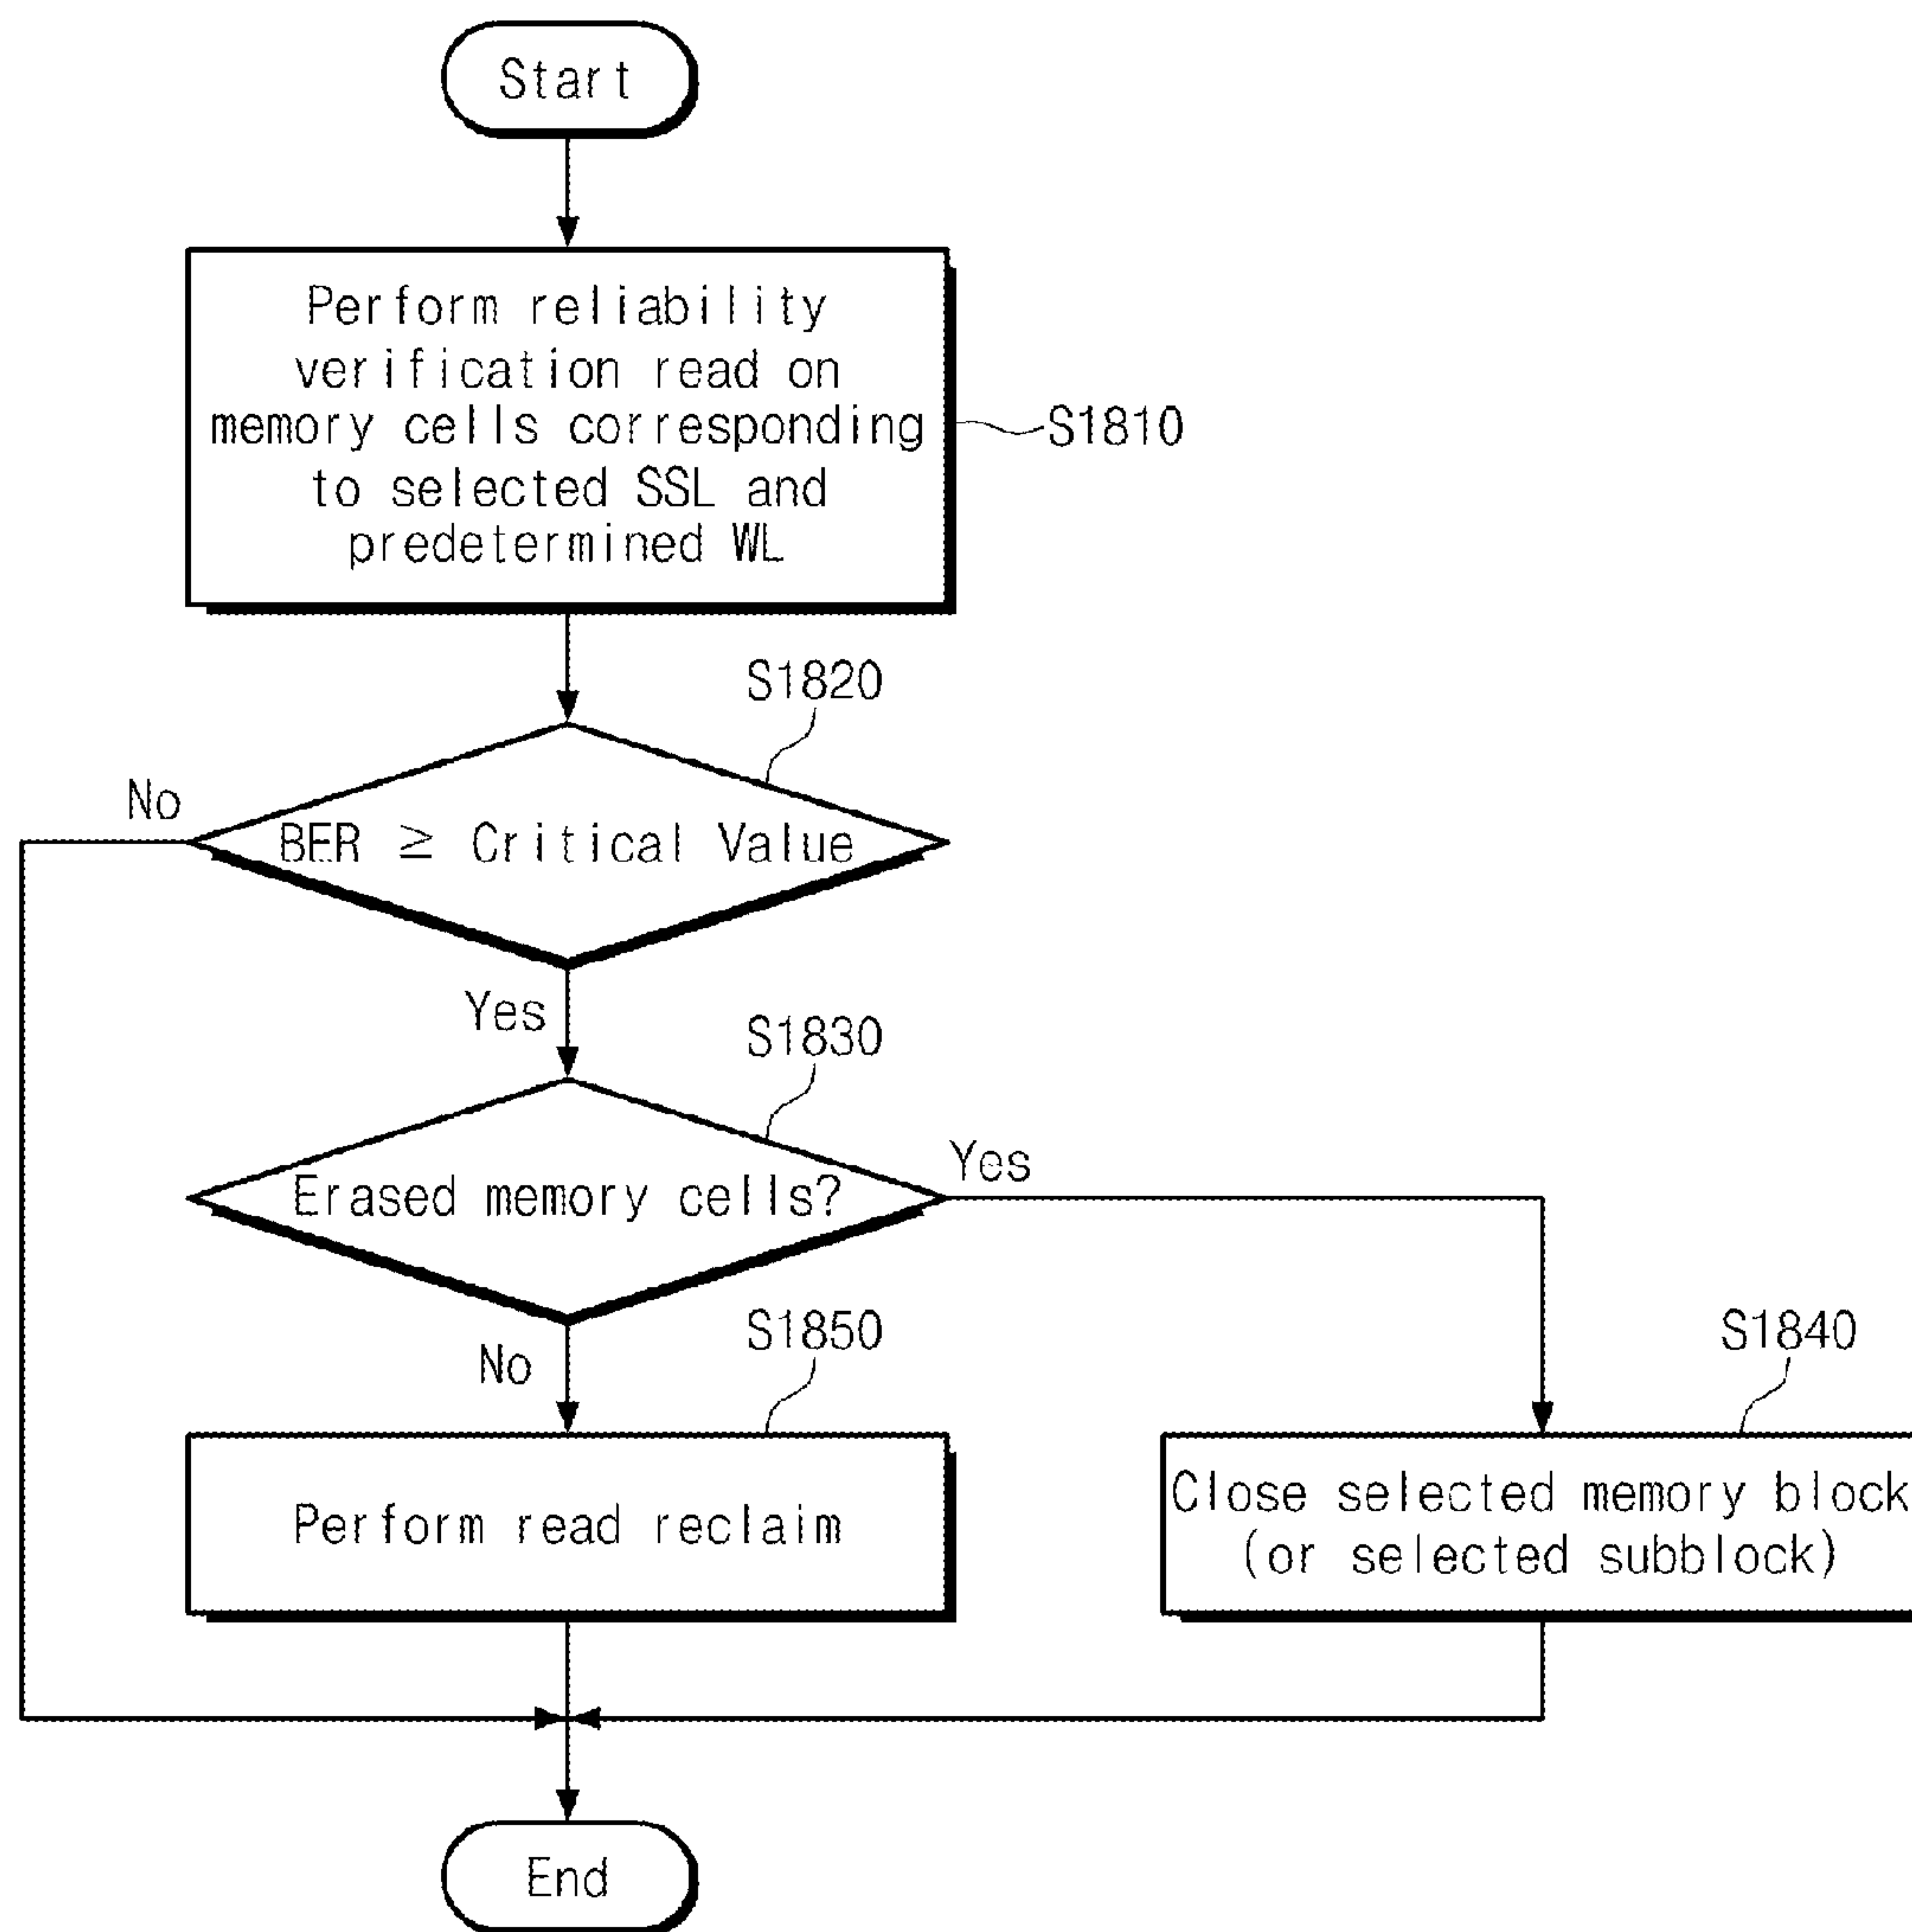 Start
Perform reliability
verification read on
memory cells corresponding
to selected SSL and
predetermined WL
S1810
S1820
No
BER ≥ Critical Value
Yes
S1830
Erased memory cells?
Yes
No
S1850
S1840
Perform read reclaim
Close selected memory block
(or selected subblock)
End